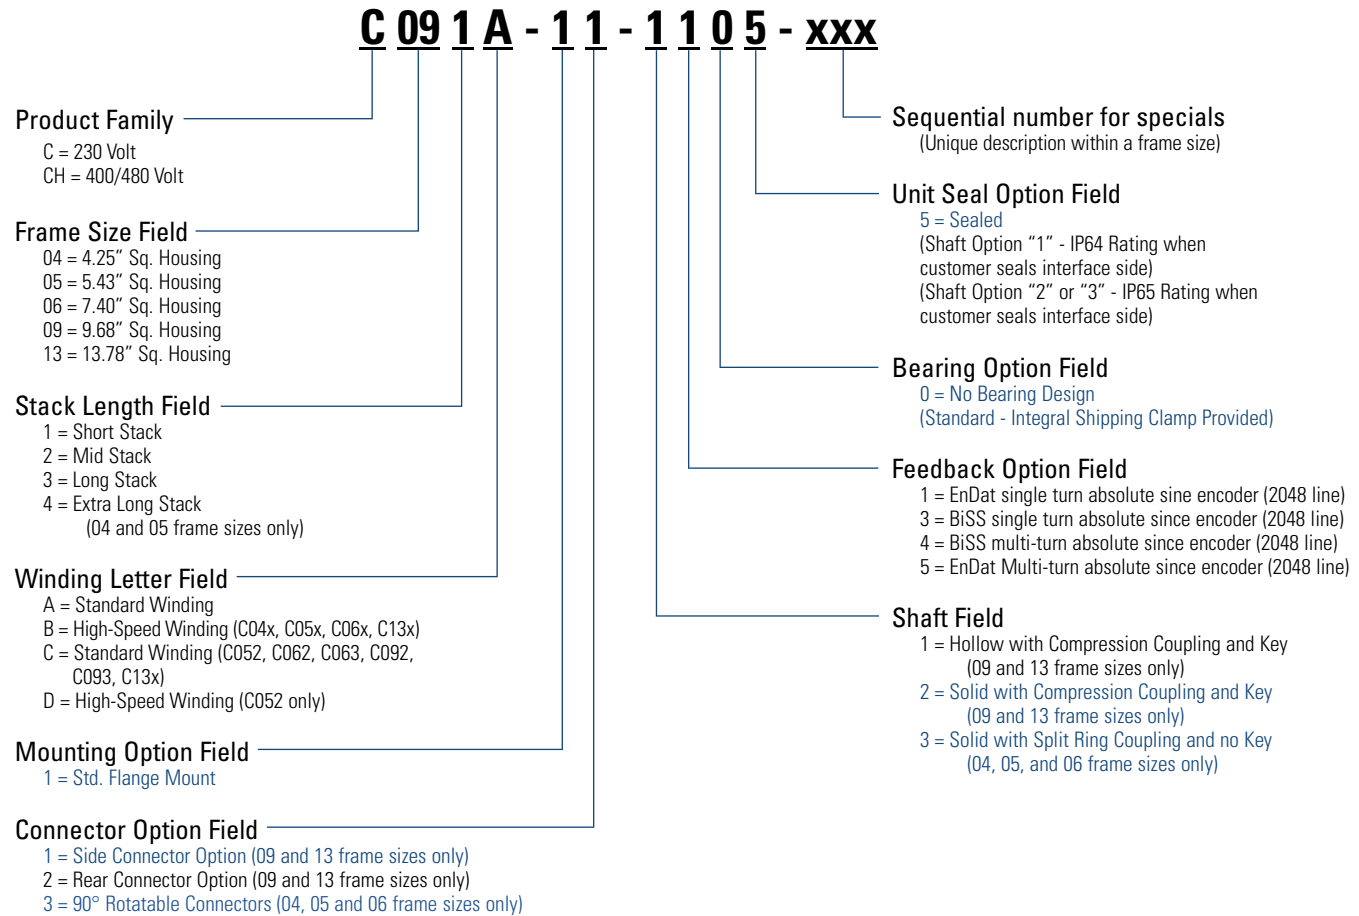 C 09 1 A - 1 1 - 1 1 0 5 - xxx
Product Family
C = 230 Volt
CH = 400/480 Volt
Frame Size Field
04 = 4.25” Sq. Housing
05 = 5.43” Sq. Housing
06 = 7.40” Sq. Housing
09 = 9.68” Sq. Housing
13 = 13.78” Sq. Housing
Stack Length Field
1 = Short Stack
2 = Mid Stack
3 = Long Stack
4 = Extra Long Stack
(04 and 05 frame sizes only)
Winding Letter Field
A = Standard Winding
B = High-Speed Winding (C04x, C05x, C06x, C13x)
C = Standard Winding (C052, C062, C063, C092,
C093, C13x)
D = High-Speed Winding (C052 only)
Mounting Option Field
1 = Std. Flange Mount
Connector Option Field
1 = Side Connector Option (09 and 13 frame sizes only)
2 = Rear Connector Option (09 and 13 frame sizes only)
3 = 90° Rotatable Connectors (04, 05 and 06 frame sizes only)
Sequential number for specials
(Unique description within a frame size)
Unit Seal Option Field
5 = Sealed
(Shaft Option “1” - IP64 Rating when
customer seals interface side)
(Shaft Option “2” or “3” - IP65 Rating when
customer seals interface side)
Bearing Option Field
0 = No Bearing Design
(Standard - Integral Shipping Clamp Provided)
Feedback Option Field
1 = EnDat single turn absolute sine encoder (2048 line)
3 = BiSS single turn absolute since encoder (2048 line)
4 = BiSS multi-turn absolute since encoder (2048 line)
5 = EnDat Multi-turn absolute since encoder (2048 line)
Shaft Field
1 = Hollow with Compression Coupling and Key
(09 and 13 frame sizes only)
2 = Solid with Compression Coupling and Key
(09 and 13 frame sizes only)
3 = Solid with Split Ring Coupling and no Key
(04, 05, and 06 frame sizes only)